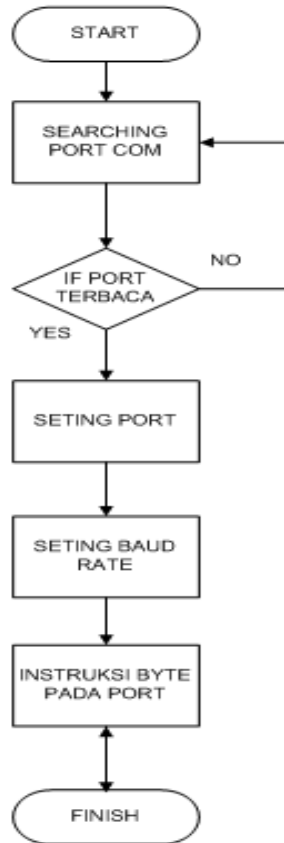 START
SEARCHING
PORT COM
IF PORT
TERBACA
NO
YES
SETING PORT
SETING BAUD
RATE
INSTRUKSI BYTE
PADA PORT
FINISH